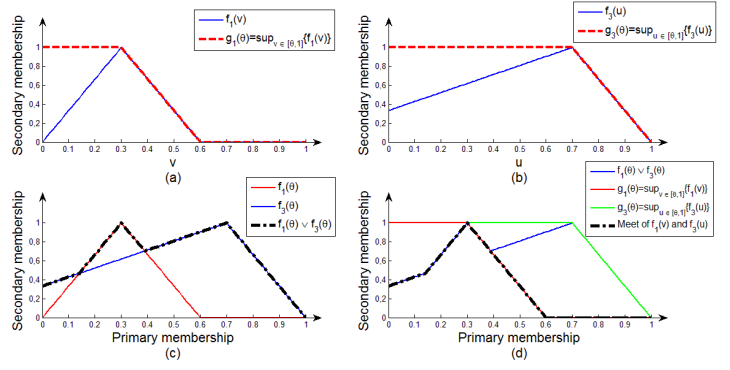 Secondary membership
1
0,8
0,6
0,4
0,2
0
0 0.1 0.2 0.3 0.4 0.5 0.6 0.7 0.8 0.9 1
v
(a)
f1(v)
g1(θ)=supv ∈ [θ,1]{f1(v)}
Secondary membership
1
0,8
0,6
0,4
0,2
0
0 0.1 0.2 0.3 0.4 0.5 0.6 0.7 0.8 0.9 1
u
(b)
f3(u)
g3(θ)=supu ∈ [θ,1]{f3(u)}
Secondary membership
1
0,8
0,6
0,4
0,2
0
0 0.1 0.2 0.3 0.4 0.5 0.6 0.7 0.8 0.9 1
Primary membership
(c)
f1(θ)
f3(θ)
f1(θ) ∨ f3(θ)
Secondary membership
1
0,8
0,6
0,4
0,2
0
0 0.1 0.2 0.3 0.4 0.5 0.6 0.7 0.8 0.9 1
Primary membership
(d)
f1(θ) ∨ f3(θ)
g1(θ)=supv ∈ [θ,1]{f1(v)}
g3(θ)=supu ∈ [θ,1]{f3(u)}
Meet of f1(v) and f3(u)